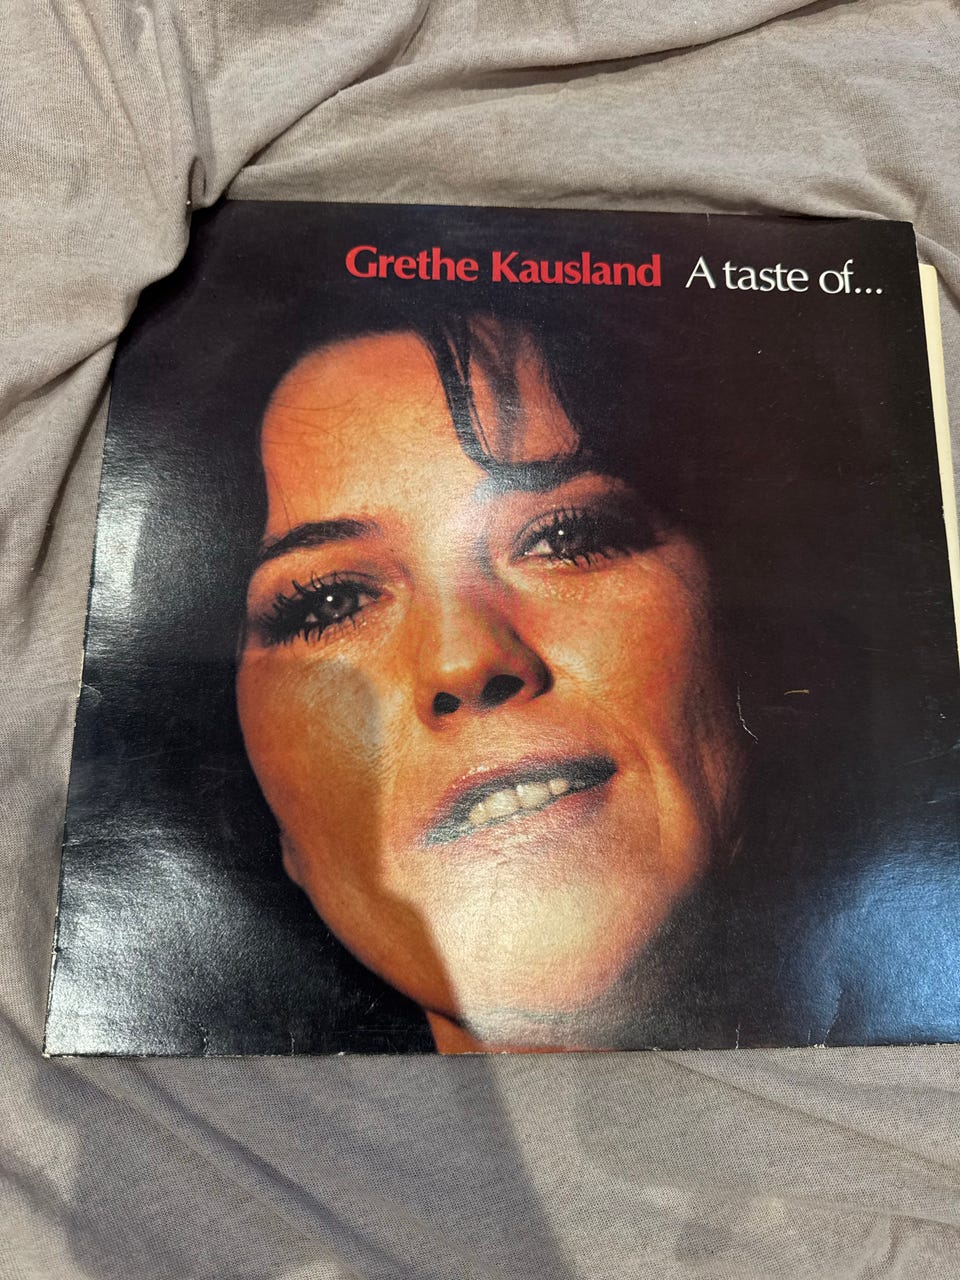 Grethe Kausland A taste of...